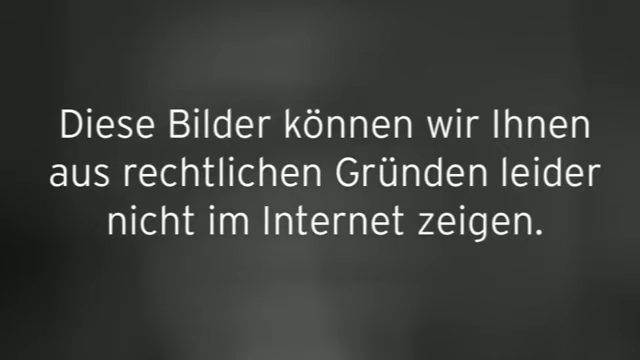 Diese Bilder können wir Ihnen
aus rechtlichen Gründen leider
nicht im Internet zeigen.